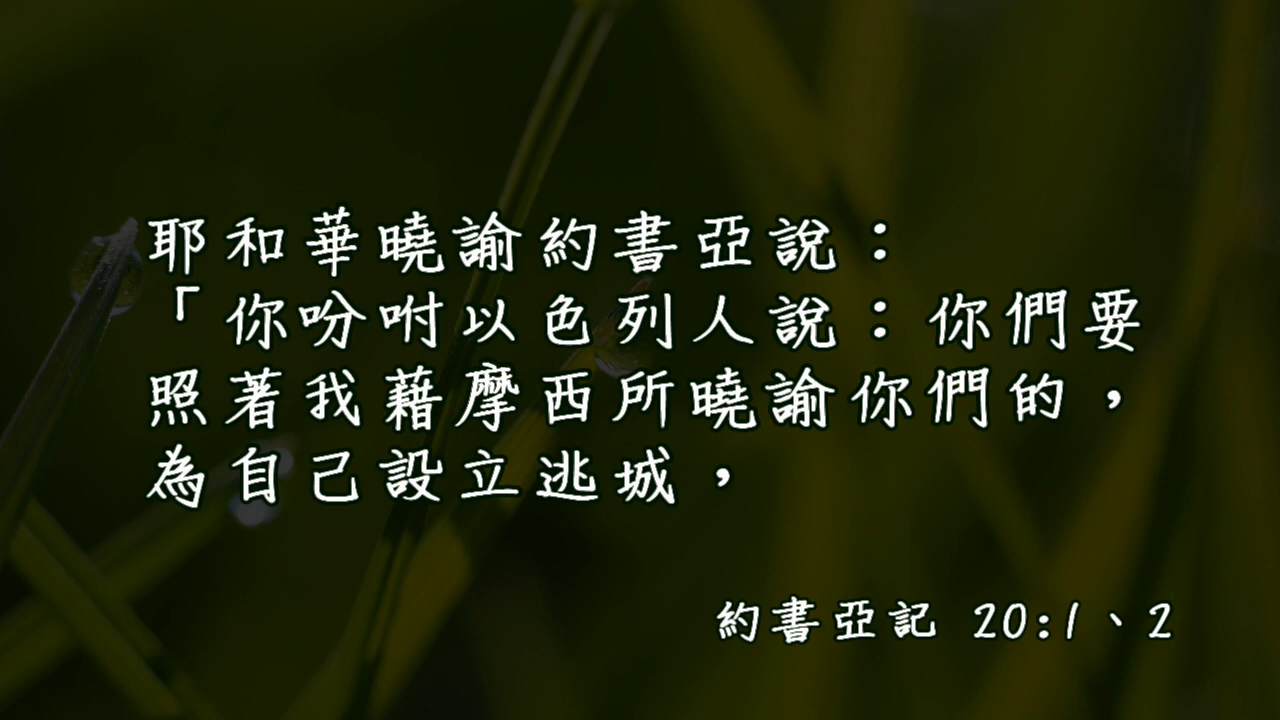 耶和華曉諭約書亞說：
「你吩咐以色列人說：你們要
照著我藉摩西所曉諭你們的，
為自己設立逃城，
約書亞記 20:1、2